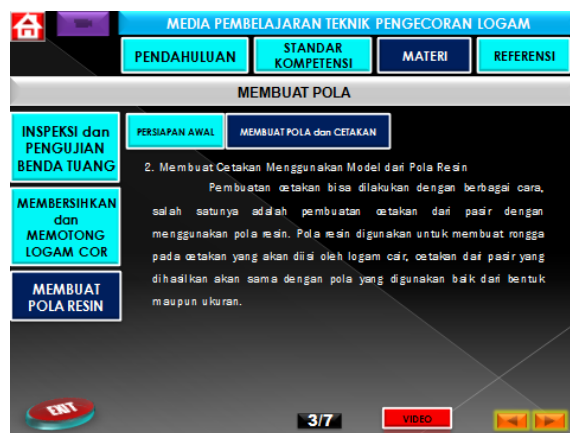 MEDIA PEMBELAJARAN TEKNIK PENGECORAN LOGAM
PENDAHULUAN
STANDAR
KOMPETENSI
MATERI
REFERENSI
MEMBUAT POLA
INSPEKSI dan
PENGUJIAN
BENDA TUANG
MEMBERSIHKAN
dan
MEMOTONG
LOGAM COR
MEMBUAT
POLA RESIN
PERSIAPAN AWAL
MEMBUAT POLA dan CETAKAN
2. Membuat Cetakan Menggunakan Model dari Pola Resin
Pembuatan cetakan bisa dilakukan dengan berbagai cara,
salah satunya adalah pembuatan cetakan dari pasir dengan
menggunakan pola resin. Pola resin digunakan untuk membuat rongga
pada cetakan yang akan diisi oleh logam cair, cetakan dari pasir yang
dihasilkan akan sama dengan pola yang digunakan baik dari bentuk
maupun ukuran.
EXIT
3/7
VIDEO